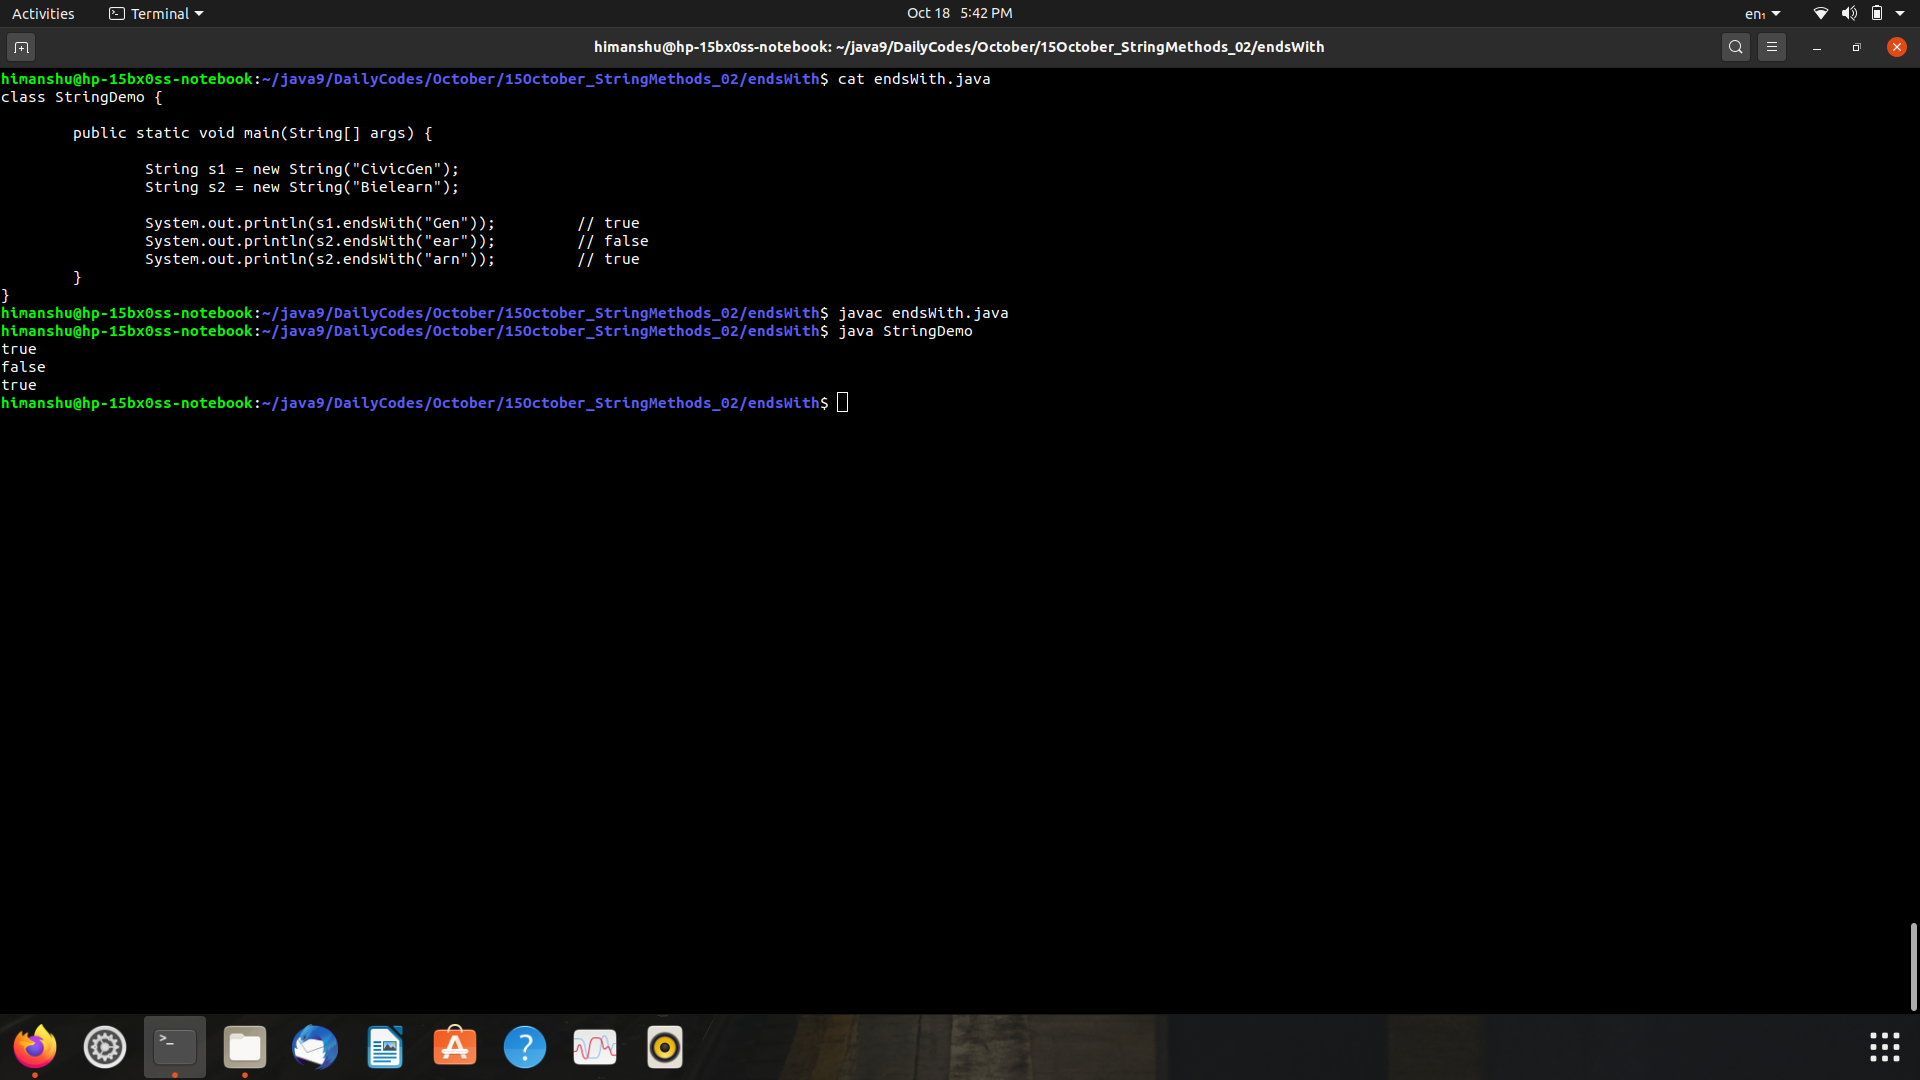 Activities Terminal Oct 18 5:42 PM en₁
himanshu@hp-15bx0ss-notebook: ~/java9/DailyCodes/October/15October_StringMethods_02/endsWith
himanshu@hp-15bx0ss-notebook:~/java9/DailyCodes/October/15October_StringMethods_02/endsWith$ cat endsWith.java
class StringDemo {
        public static void main(String[] args) {
                String s1 = new String("CivicGen");
                String s2 = new String("Bielearn");
                System.out.println(s1.endsWith("Gen"));         // true
                System.out.println(s2.endsWith("ear"));         // false
                System.out.println(s2.endsWith("arn"));         // true
        }
}
himanshu@hp-15bx0ss-notebook:~/java9/DailyCodes/October/15October_StringMethods_02/endsWith$ javac endsWith.java
himanshu@hp-15bx0ss-notebook:~/java9/DailyCodes/October/15October_StringMethods_02/endsWith$ java StringDemo
true
false
true
himanshu@hp-15bx0ss-notebook:~/java9/DailyCodes/October/15October_StringMethods_02/endsWith$